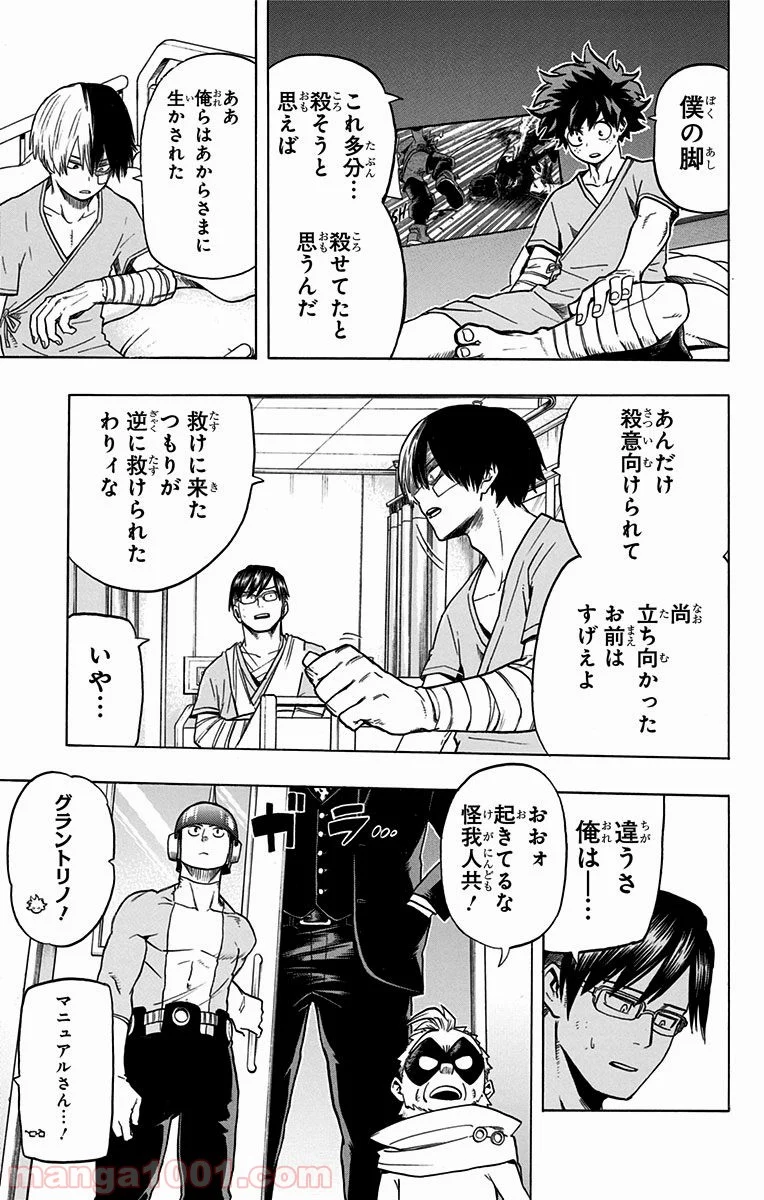 僕の脚
これ多分…
殺そうと
思えば
殺せてたと
思うんだ
ああ
俺らはあからさまに
生かされた
あんだけ
殺意向けられて
尚
立ち向かった
お前は
すげえよ
救けに来た
つもりが
逆に救けられた
わりィな
いや…
違うさ
俺は──…
おおォ
起きてるな
怪我人共!
ガラ…
グラントリノ!
マニュアルさん…!
manga1001.com